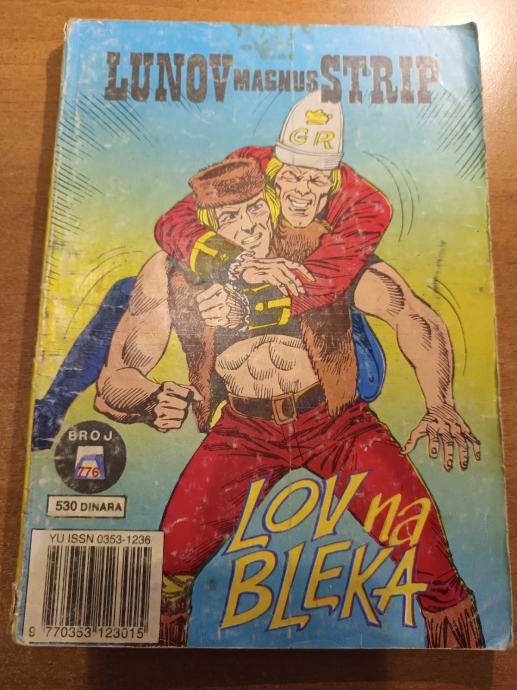 LUNOV MAGNUS STRIP
GR
BROJ
776
530 DINARA
YU ISSN 0353-1236
9 770353 123015
LOV na
BLEKA